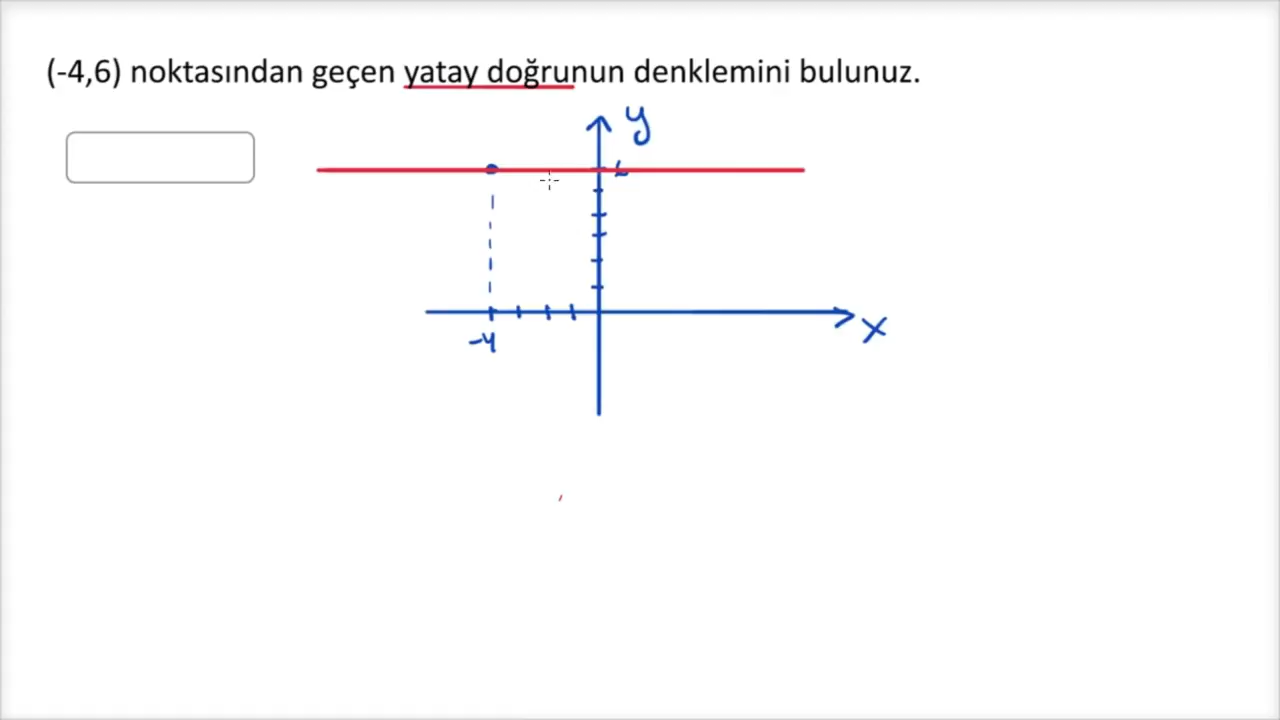 (-4,6) noktasından geçen yatay doğrunun denklemini bulunuz.
y
x
-4